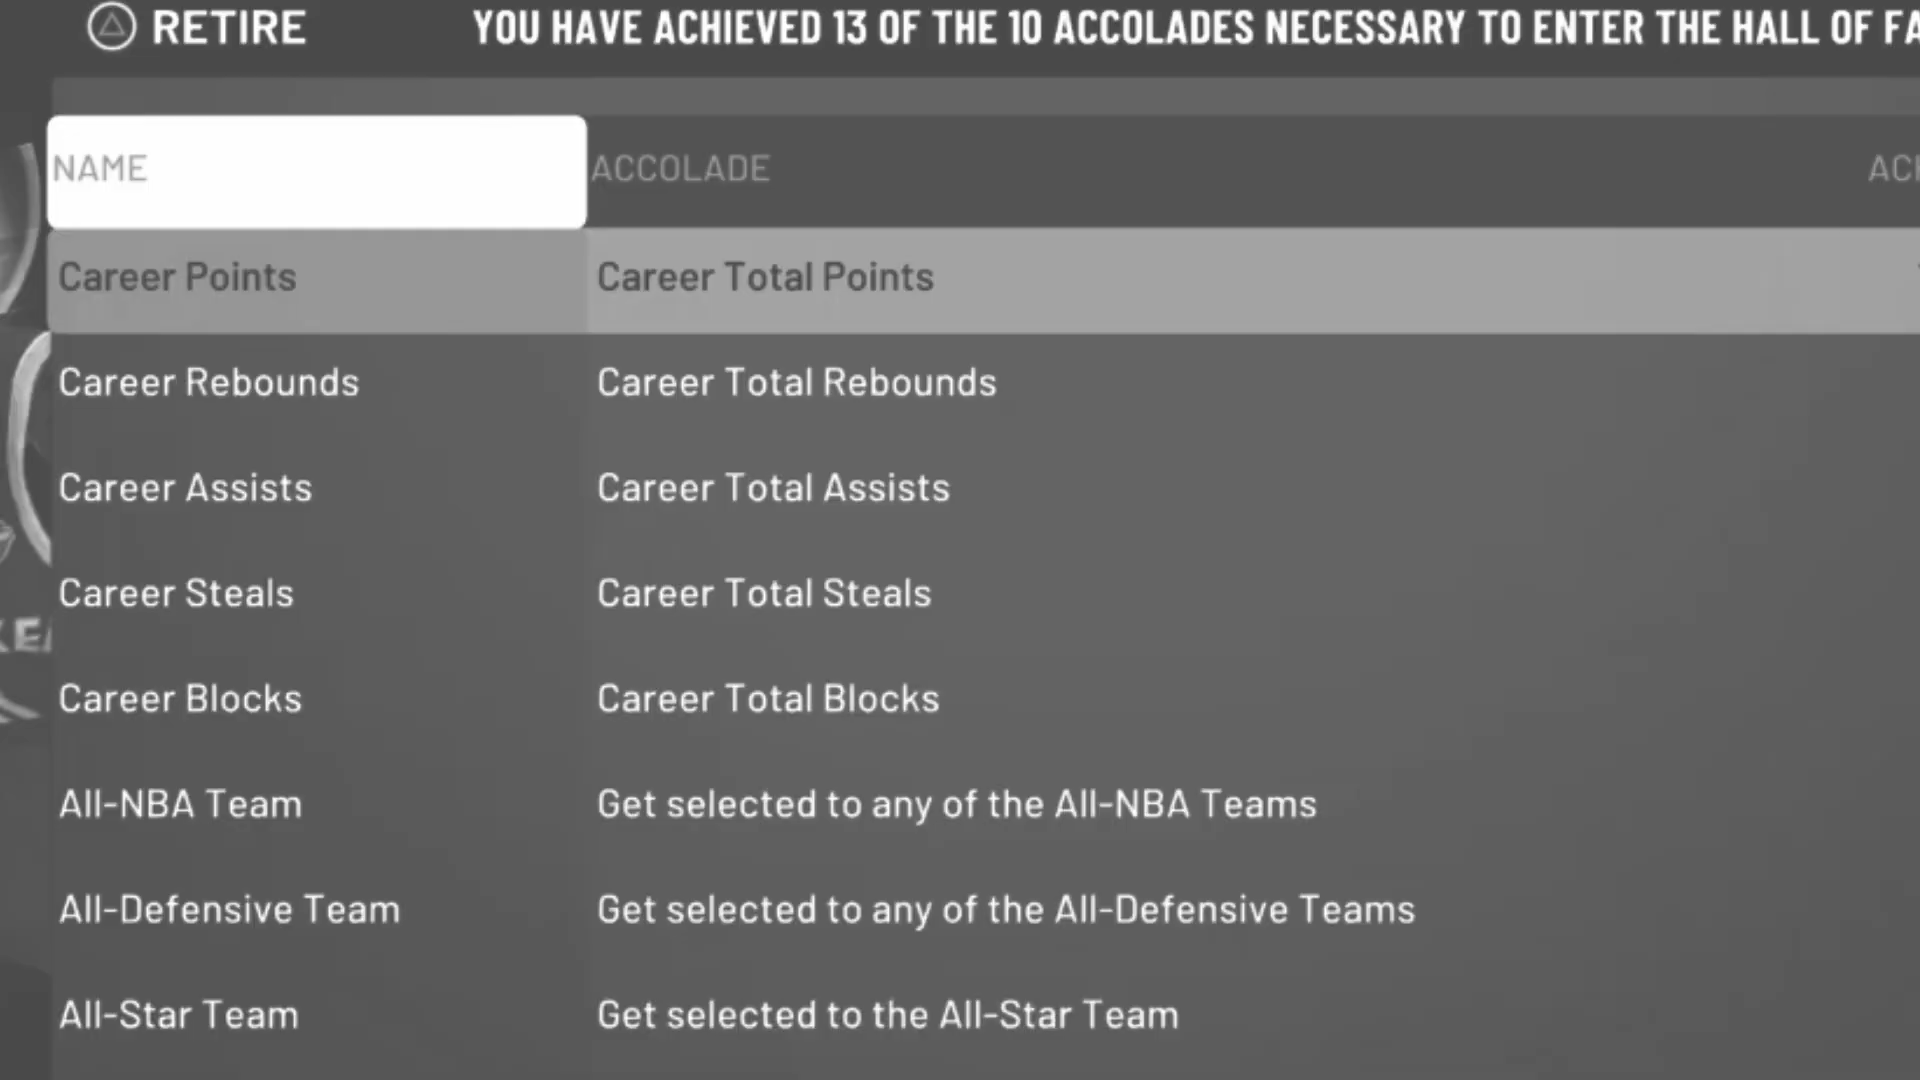 RETIRE
YOU HAVE ACHIEVED 13 OF THE 10 ACCOLADES NECESSARY TO ENTER THE HALL OF
NAME ACCOLADE
Career Points Career Total Points
Career Rebounds Career Total Rebounds
Career Assists Career Total Assists
Career Steals Career Total Steals
Career Blocks Career Total Blocks
All-NBA Team Get selected to any of the All-NBA Teams
All-Defensive Team Get selected to any of the All-Defensive Teams
All-Star Team Get selected to the All-Star Team